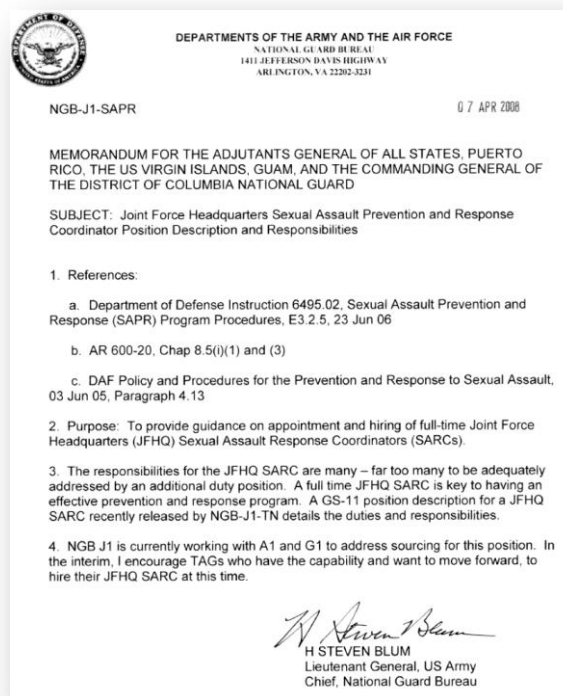 DEPARTMENT OF DEFENSE
UNITED STATES OF AMERICA
DEPARTMENTS OF THE ARMY AND THE AIR FORCE
NATIONAL GUARD BUREAU
1411 JEFFERSON DAVIS HIGHWAY
ARLINGTON, VA 22202-3231
NGB-J1-SAPR
07 APR 2008
MEMORANDUM FOR THE ADJUTANTS GENERAL OF ALL STATES, PUERTO
RICO, THE US VIRGIN ISLANDS, GUAM, AND THE COMMANDING GENERAL OF
THE DISTRICT OF COLUMBIA NATIONAL GUARD
SUBJECT: Joint Force Headquarters Sexual Assault Prevention and Response
Coordinator Position Description and Responsibilities
1. References:
a. Department of Defense Instruction 6495.02, Sexual Assault Prevention and
Response (SAPR) Program Procedures, E3.2.5, 23 Jun 06
b. AR 600-20, Chap 8.5(i)(1) and (3)
c. DAF Policy and Procedures for the Prevention and Response to Sexual Assault,
03 Jun 05, Paragraph 4.13
2. Purpose: To provide guidance on appointment and hiring of full-time Joint Force
Headquarters (JFHQ) Sexual Assault Response Coordinators (SARCs).
3. The responsibilities for the JFHQ SARC are many – far too many to be adequately
addressed by an additional duty position. A full time JFHQ SARC is key to having an
effective prevention and response program. A GS-11 position description for a JFHQ
SARC recently released by NGB-J1-TN details the duties and responsibilities.
4. NGB J1 is currently working with A1 and G1 to address sourcing for this position. In
the interim, I encourage TAGs who have the capability and want to move forward, to
hire their JFHQ SARC at this time.
H Steven Blum
H STEVEN BLUM
Lieutenant General, US Army
Chief, National Guard Bureau